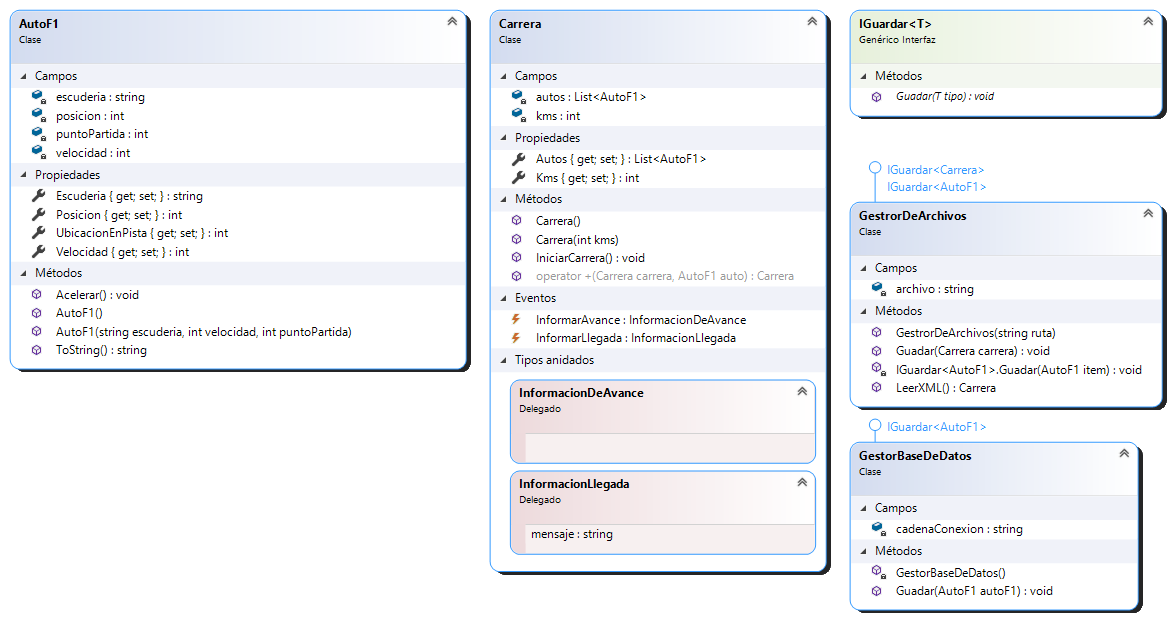 AutoF1
Clase
Campos
escuderia : string
posicion : int
puntoPartida : int
velocidad : int
Propiedades
Escuderia { get; set; } : string
Posicion { get; set; } : int
UbicacionEnPista { get; set; } : int
Velocidad { get; set; } : int
Métodos
Acelerar() : void
AutoF1()
AutoF1(string escuderia, int velocidad, int puntoPartida)
ToString() : string
Carrera
Clase
Campos
autos : List<AutoF1>
kms : int
Propiedades
Autos { get; set; } : List<AutoF1>
Kms { get; set; } : int
Métodos
Carrera()
Carrera(int kms)
IniciarCarrera() : void
operator +(Carrera carrera, AutoF1 auto) : Carrera
Eventos
InformarAvance : InformacionDeAvance
InformarLlegada : InformacionLlegada
Tipos anidados
InformacionDeAvance
Delegado
InformacionLlegada
Delegado
mensaje : string
IGuardar<T>
Genérico Interfaz
Métodos
Guadar(T tipo) : void
IGuardar<Carrera>
IGuardar<AutoF1>
GestrorDeArchivos
Clase
Campos
archivo : string
Métodos
GestrorDeArchivos(string ruta)
Guadar(Carrera carrera) : void
IGuardar<AutoF1>.Guadar(AutoF1 item) : void
LeerXML() : Carrera
IGuardar<AutoF1>
GestorBaseDeDatos
Clase
Campos
cadenaConexion : string
Métodos
GestorBaseDeDatos()
Guadar(AutoF1 autoF1) : void